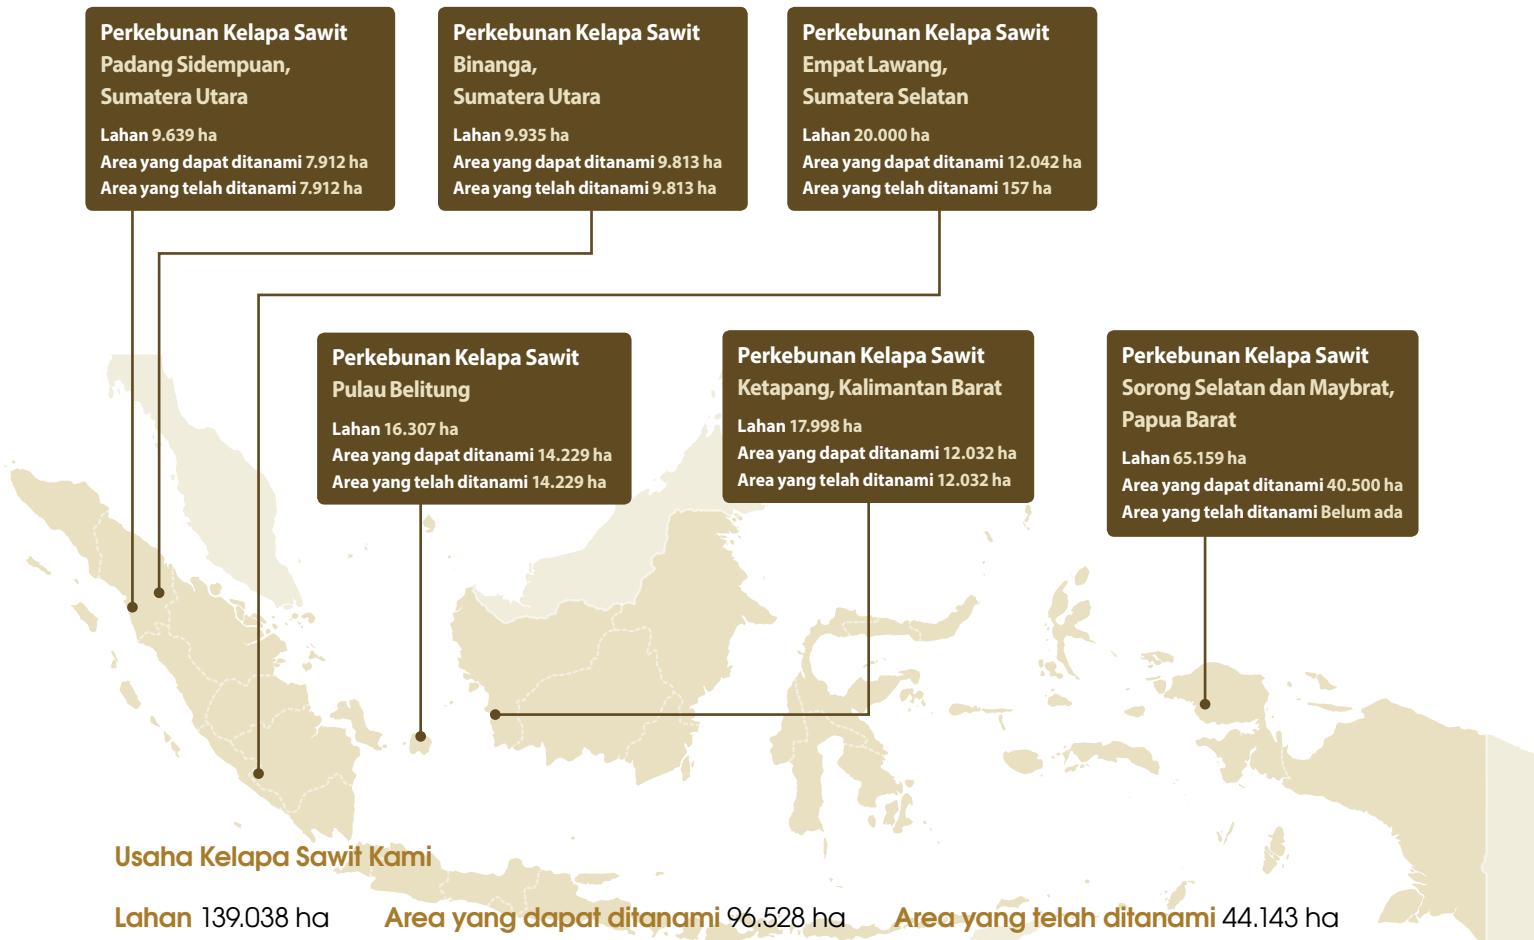 Perkebunan Kelapa Sawit
Padang Sidempuan,
Sumatera Utara
Lahan 9.639 ha
Area yang dapat ditanami 7.912 ha
Area yang telah ditanami 7.912 ha
Perkebunan Kelapa Sawit
Binanga,
Sumatera Utara
Lahan 9.935 ha
Area yang dapat ditanami 9.813 ha
Area yang telah ditanami 9.813 ha
Perkebunan Kelapa Sawit
Empat Lawang,
Sumatera Selatan
Lahan 20.000 ha
Area yang dapat ditanami 12.042 ha
Area yang telah ditanami 157 ha
Perkebunan Kelapa Sawit
Pulau Belitung
Lahan 16.307 ha
Area yang dapat ditanami 14.229 ha
Area yang telah ditanami 14.229 ha
Perkebunan Kelapa Sawit
Ketapang, Kalimantan Barat
Lahan 17.998 ha
Area yang dapat ditanami 12.032 ha
Area yang telah ditanami 12.032 ha
Perkebunan Kelapa Sawit
Sorong Selatan dan Maybrat,
Papua Barat
Lahan 65.159 ha
Area yang dapat ditanami 40.500 ha
Area yang telah ditanami Belum ada
Usaha Kelapa Sawit Kami
Lahan 139.038 ha Area yang dapat ditanami 96.528 ha Area yang telah ditanami 44.143 ha